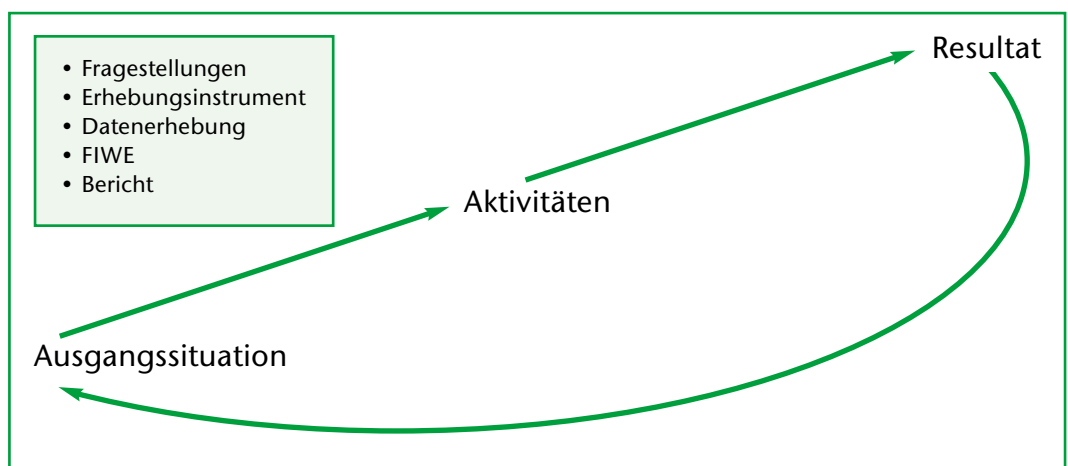 • Fragestellungen
• Erhebungsinstrument
• Datenerhebung
• FIWE
• Bericht
Resultat
Aktivitäten
Ausgangssituation